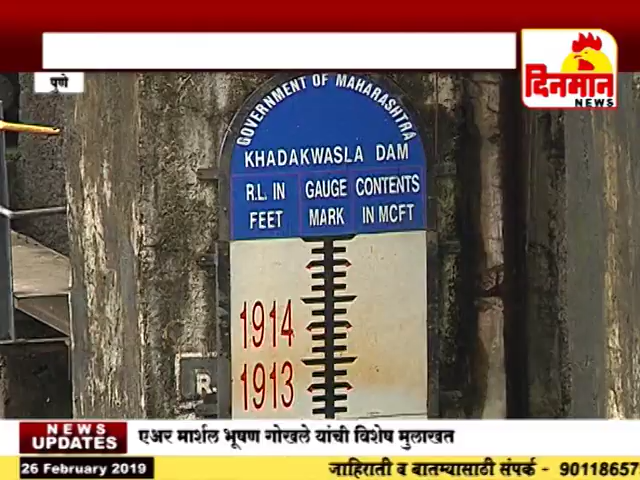 दिनमान
NEWS
पुणे
GOVERNMENT OF MAHARASHTRA
KHADAKWASLA DAM
R.L. IN FEET
GAUGE MARK
CONTENTS IN MCFT
1914
1913
R.
NEWS UPDATES
एअर मार्शल भूषण गोखले यांची विशेष मुलाखत
26 February 2019
जाहिराती व बातम्यासाठी संपर्क - 90118657